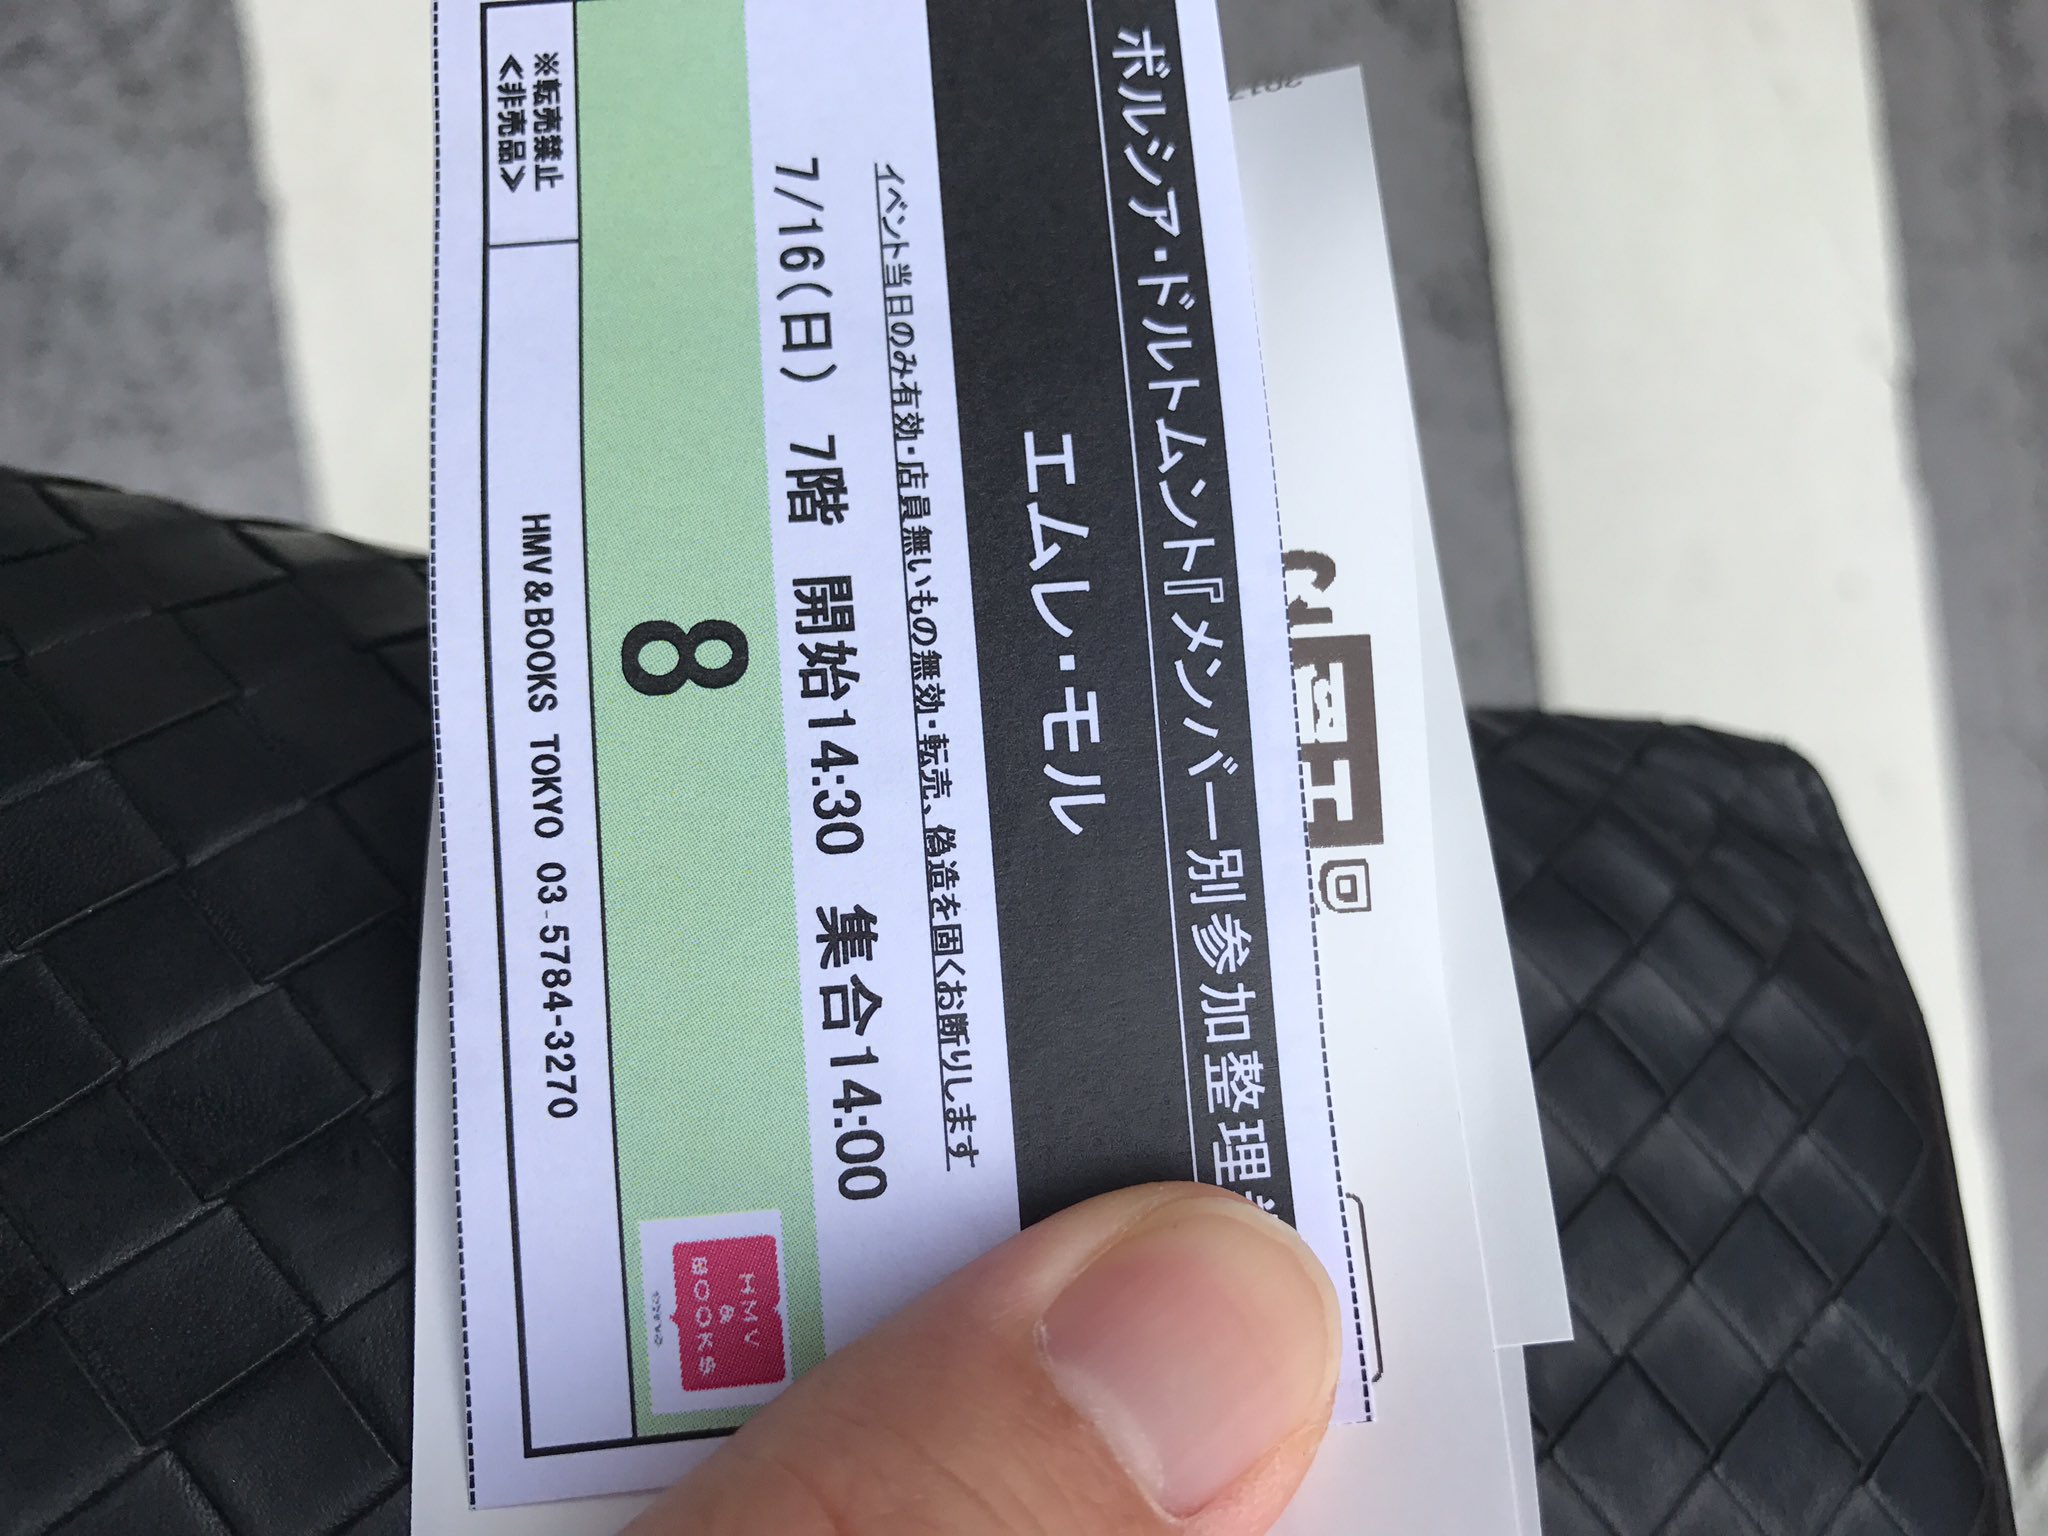 ボルシア・ドルトムント『メンバー別参加整理
エムレ・モル
イベント当日のみ有効・店員無いもの無効・転売、偽造を固くお断りします
7/16(日) 7階 開始14:30 集合14:00
8
HMV
&
BOOKS
※転売禁止
<非売品>
HMV&BOOKS TOKYO 03-5784-3270